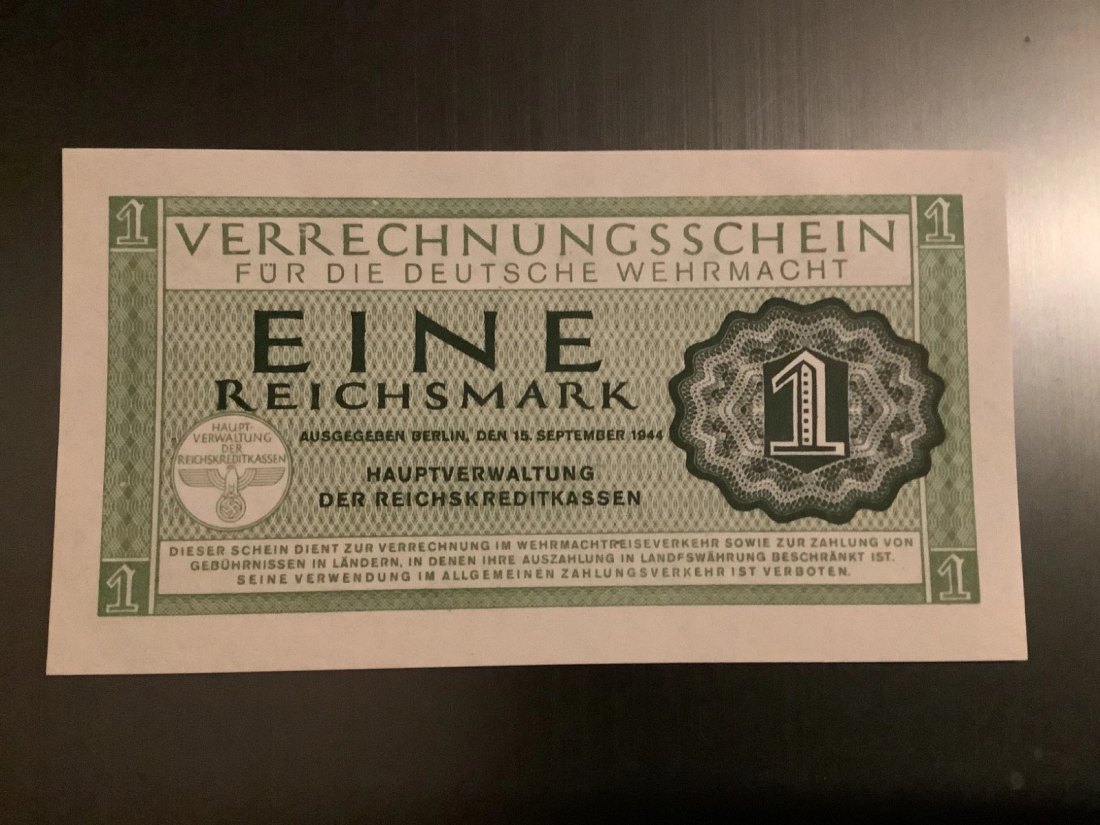 1
1
VERRECHNUNGSSCHEIN
FÜR DIE DEUTSCHE WEHRMACHT
EINE
REICHSMARK
1
AUSGEGEBEN BERLIN, DEN 15. SEPTEMBER 1944
HAUPTVERWALTUNG
DER REICHSKREDITKASSEN
HAUPT-
VERWALTUNG
DER
REICHSKREDITKASSEN
DIESER SCHEIN DIENT ZUR VERRECHNUNG IM WEHRMACHTREISEVERKEHR SOWIE ZUR ZAHLUNG VON
GEBÜHRNISSEN IN LÄNDERN, IN DENEN IHRE AUSZAHLUNG IN LANDESWÄHRUNG BESCHRÄNKT IST.
SEINE VERWENDUNG IM ALLGEMEINEN ZAHLUNGSVERKEHR IST VERBOTEN.
1
1